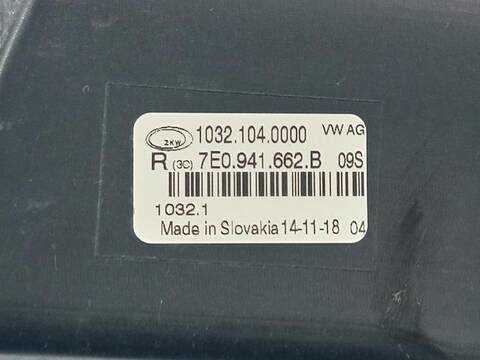 ZKW 1032.104.0000 VW AG
R (3C) 7E0.941.662.B 09S
1032.1
Made in Slovakia 14-11-18 04